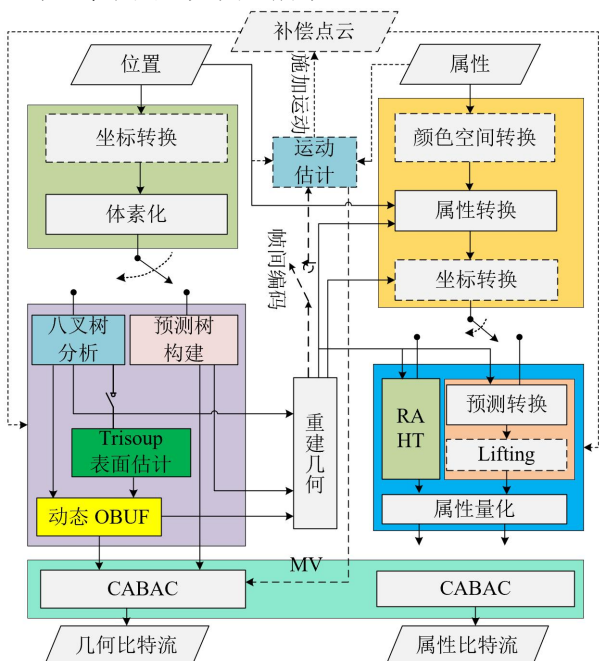 补偿点云
位置
施加运动
属性
坐标转换
运动
估计
颜色空间转换
体素化
属性转换
帧间编码
坐标转换
八叉树
分析
预测树
构建
重建几何
RA
HT
预测转换
Trisoup
表面估计
Lifting
动态 OBUF
属性量化
MV
CABAC
CABAC
几何比特流
属性比特流